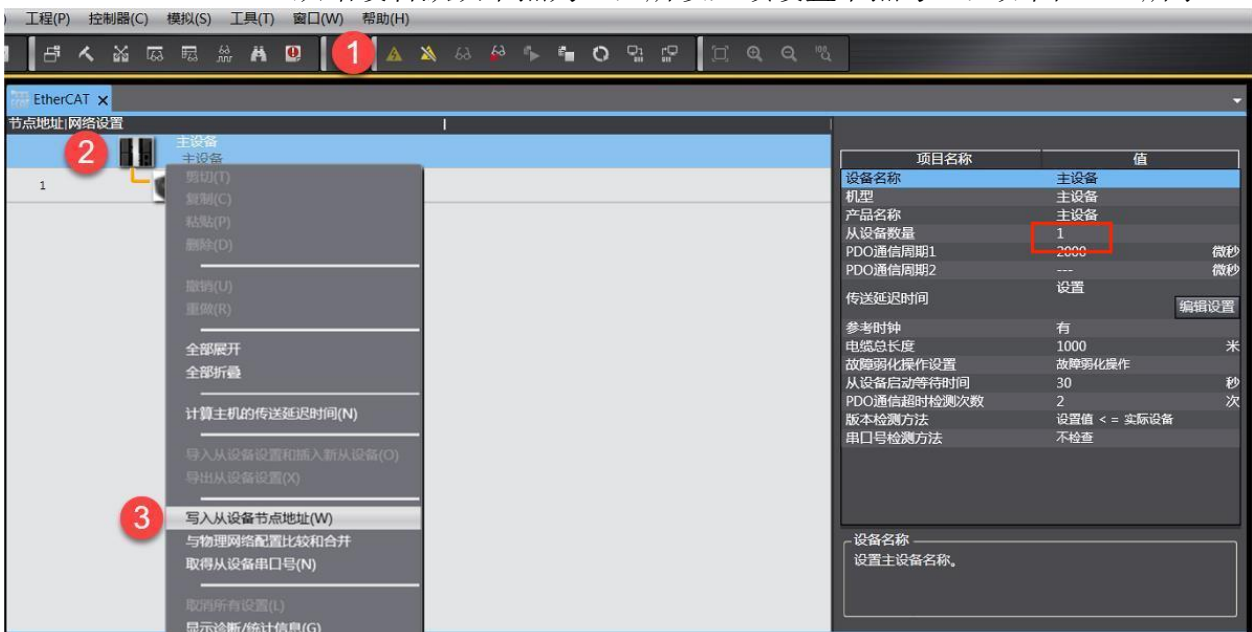 工程(P) 控制器(C) 模拟(S) 工具(T) 窗口(W) 帮助(H)
1
EtherCAT
节点地址|网络设置
2
主设备
主设备
1
剪切(T)
复制(C)
粘贴(P)
删除(D)
撤销(U)
重做(R)
全部展开
全部折叠
计算主机的传送延迟时间(N)
导入从设备设置和插入新从设备(O)
导出从设备设置(X)
3
写入从设备节点地址(W)
与物理网络配置比较和合并
取得从设备串口号(N)
取消所有设置(L)
显示诊断/统计信息(G)
项目名称 值
设备名称 主设备
机型 主设备
产品名称 主设备
从设备数量 1
PDO通信周期1 2000 微秒
PDO通信周期2 --- 微秒
传送延迟时间 设置
编辑设置
参考时钟 有
电缆总长度 1000 米
故障弱化操作设置 故障弱化操作
从设备启动等待时间 30 秒
PDO通信超时检测次数 2 次
版本检测方法 设置值 < = 实际设备
串口号检测方法 不检查
设备名称
设置主设备名称。